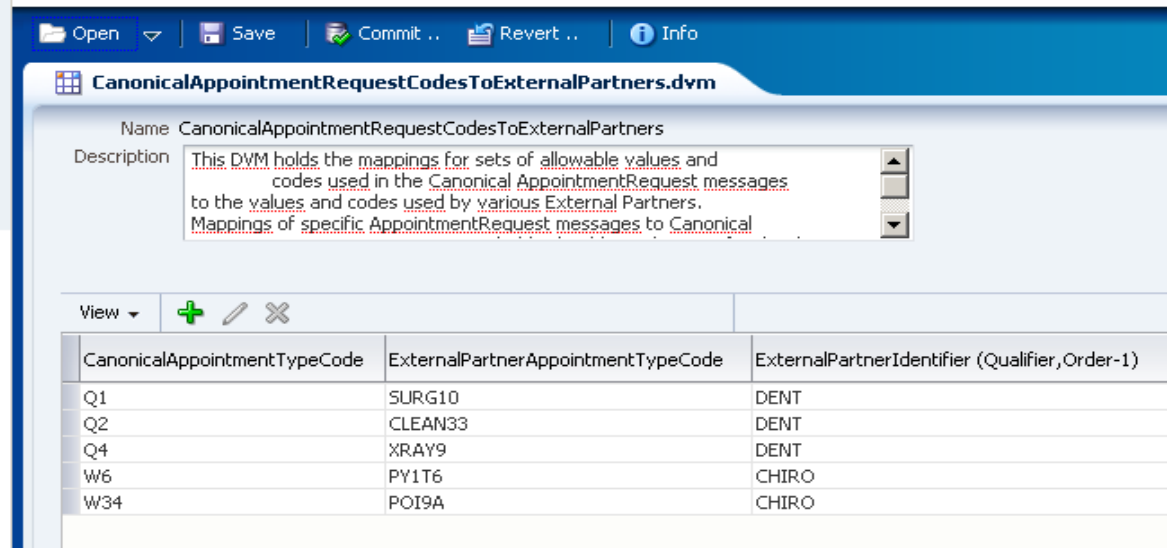 Open Save Commit .. Revert .. Info
CanonicalAppointmentRequestCodesToExternalPartners.dvm
Name CanonicalAppointmentRequestCodesToExternalPartners
Description This DVM holds the mappings for sets of allowable values and
codes used in the Canonical AppointmentRequest messages
to the values and codes used by various External Partners.
Mappings of specific AppointmentRequest messages to Canonical
View
CanonicalAppointmentTypeCode ExternalPartnerAppointmentTypeCode ExternalPartnerIdentifier (Qualifier,Order-1)
Q1 SURG10 DENT
Q2 CLEAN33 DENT
Q4 XRAY9 DENT
W6 PY1T6 CHIRO
W34 POI9A CHIRO